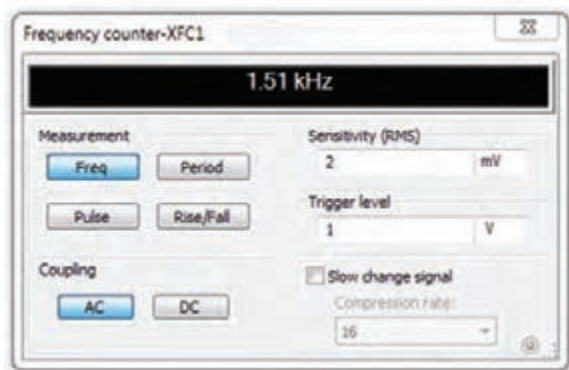 Frequency counter-XFC1
1.51 kHz
Measurement
Freq
Period
Pulse
Rise/Fall
Coupling
AC
DC
Sensitivity (RMS)
2
mV
Trigger level
1
V
Slow change signal
Compression rate:
16